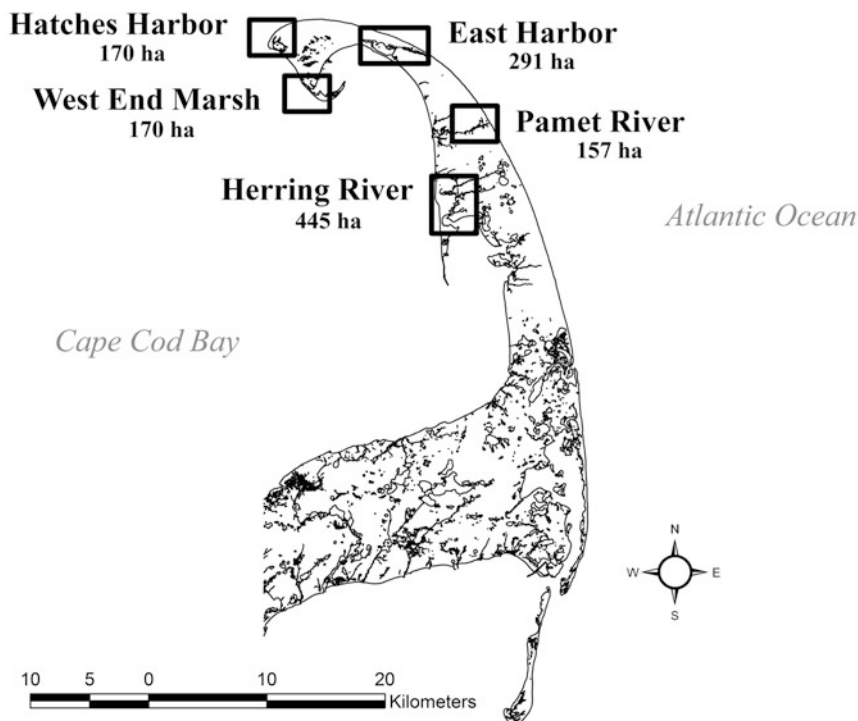 Hatches Harbor
170 ha
East Harbor
291 ha
West End Marsh
170 ha
Pamet River
157 ha
Herring River
445 ha
Atlantic Ocean
Cape Cod Bay
N
W E
S
10 5 0 10 20
Kilometers